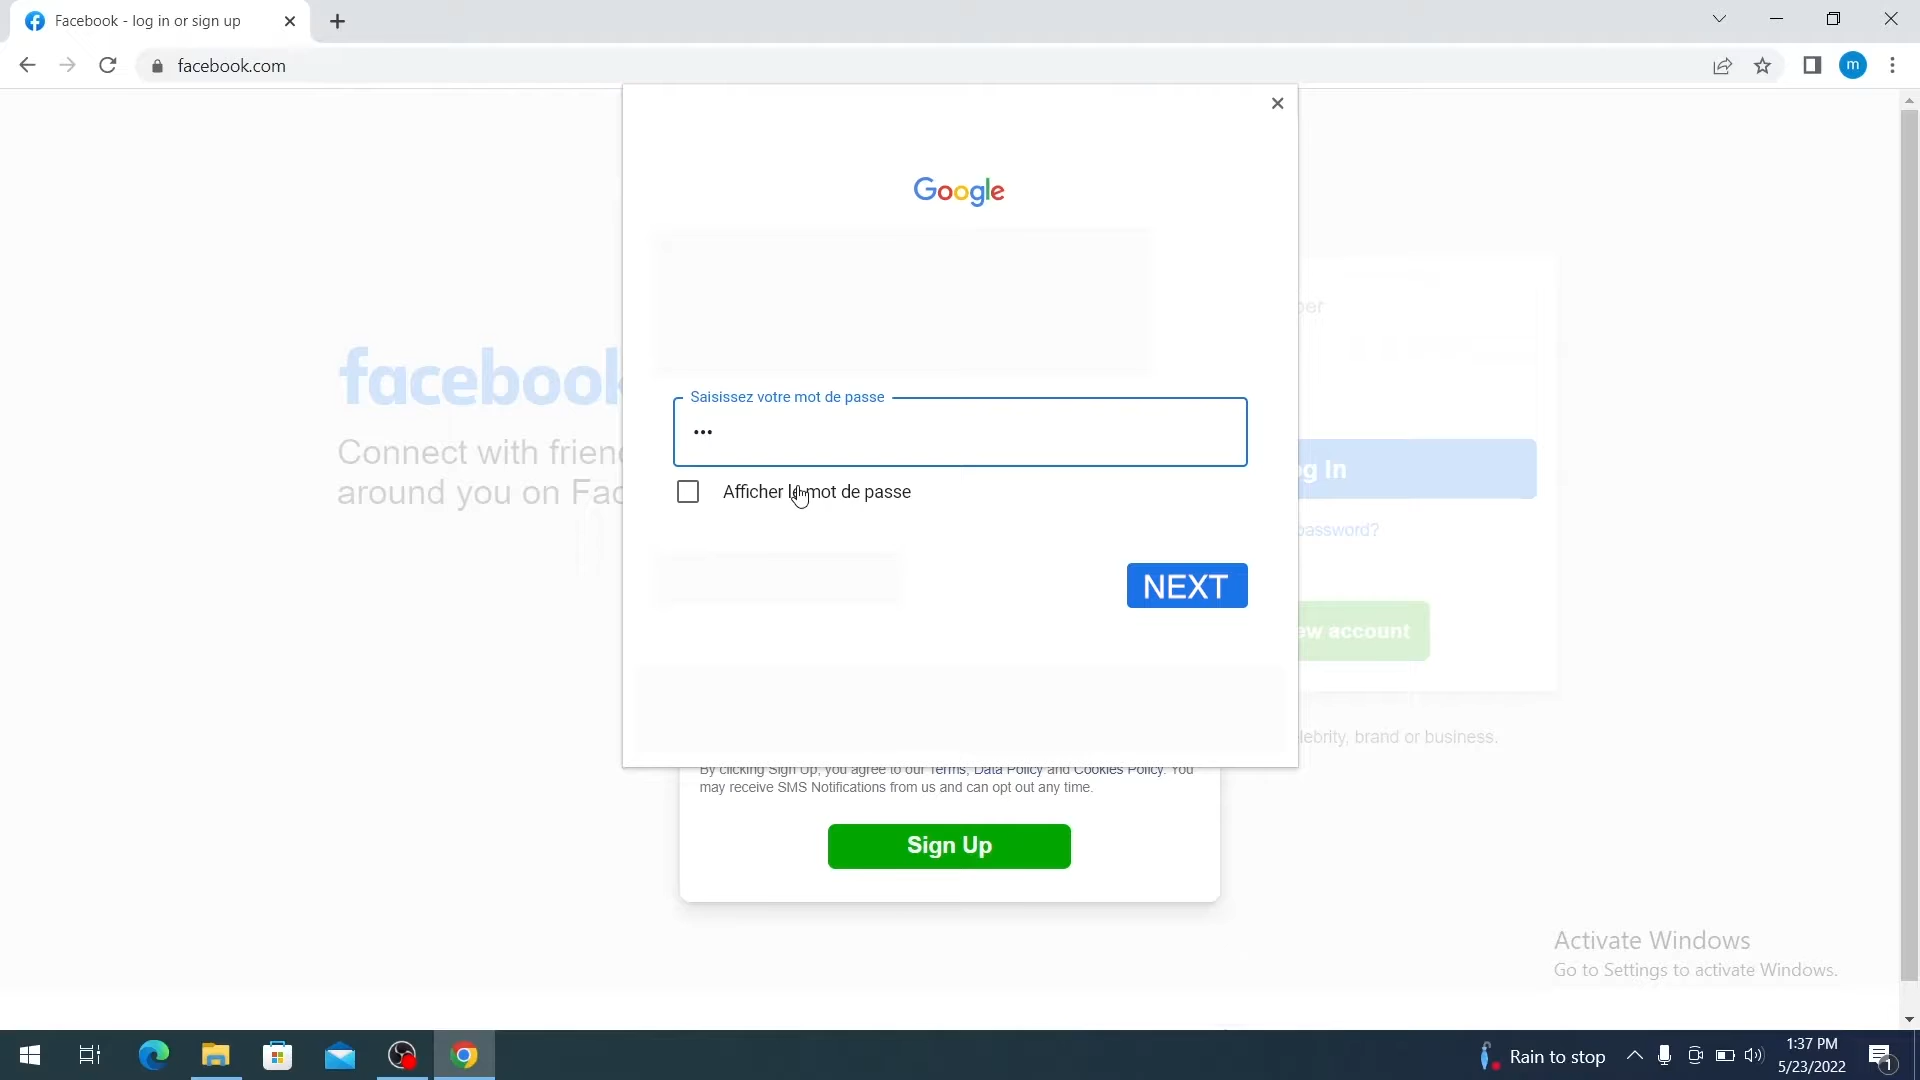 Facebook - log in or sign up
facebook.com
Google
facebook
Connect with frien
around you on Fac
Saisissez votre mot de passe
•••
Afficher le mot de passe
NEXT
ber
og In
password?
ew account
lebrity, brand or business.
By clicking Sign Up, you agree to our Terms, Data Policy and Cookies Policy. You
may receive SMS Notifications from us and can opt out any time.
Sign Up
Activate Windows
Go to Settings to activate Windows.
m
Rain to stop
1:37 PM
5/23/2022
1